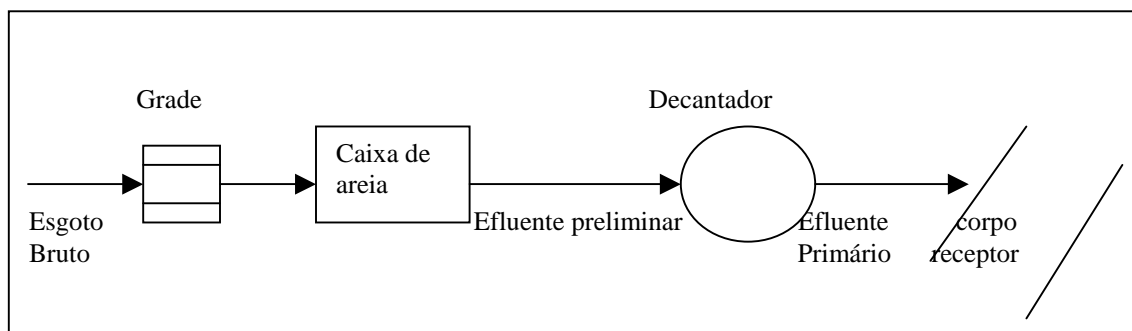 Grade
Decantador
Caixa de
areia
Esgoto
Bruto
Efluente preliminar
Efluente
Primário
corpo
receptor